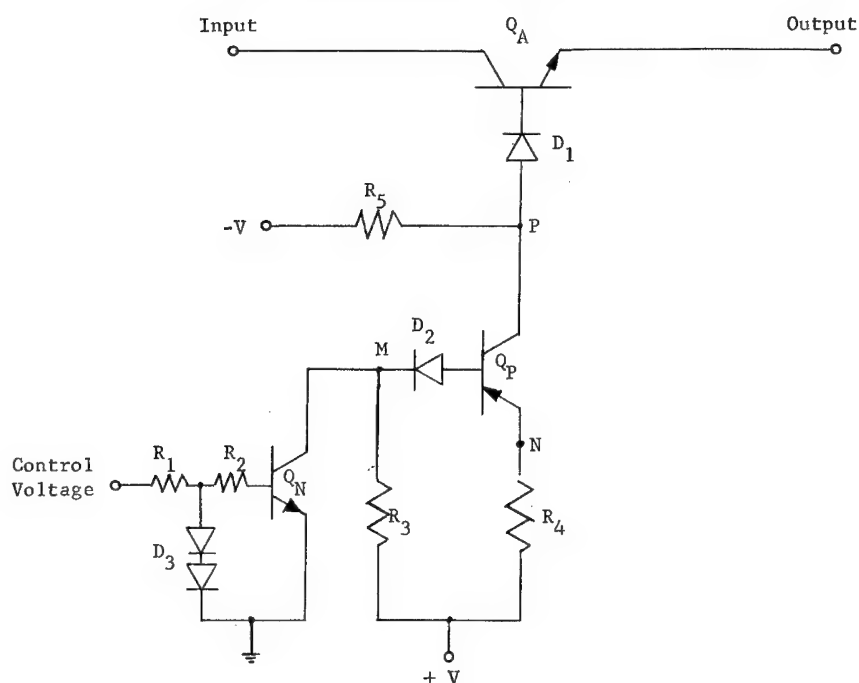 Input
Q_A
Output
D_1
R_5
-V
P
D_2
M
Q_P
N
R_1
R_2
Q_N
Control
Voltage
D_3
R_3
R_4
+ V